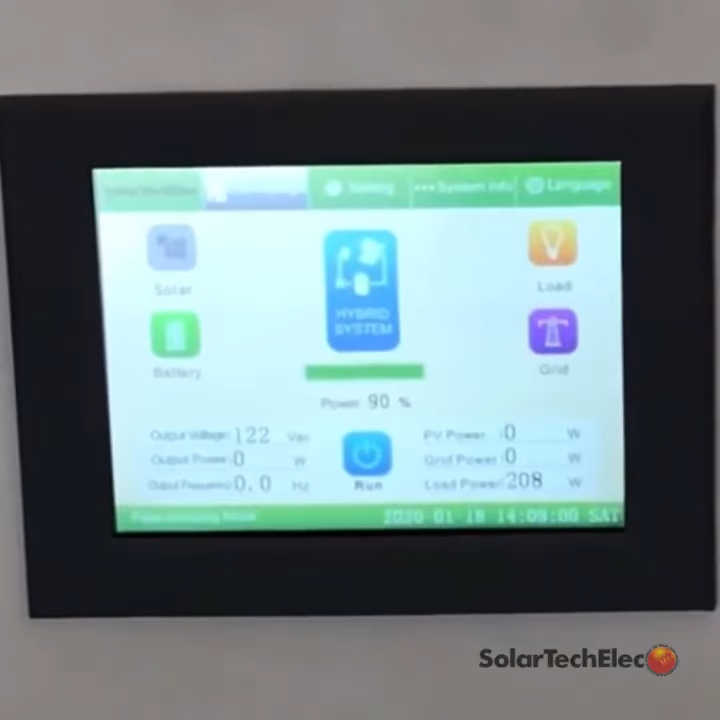 Setting
System Info
Language
Solar
Load
HYBRID
SYSTEM
Battery
Grid
Power 90 %
Output Voltage: 122 Vac
Output Power: 0 W
Output Frequency: 0.0 Hz
Run
PV Power : 0 W
Grid Power: 0 W
Load Power: 208 W
2020-01-18 14:09:00 SAT
SolarTechElec